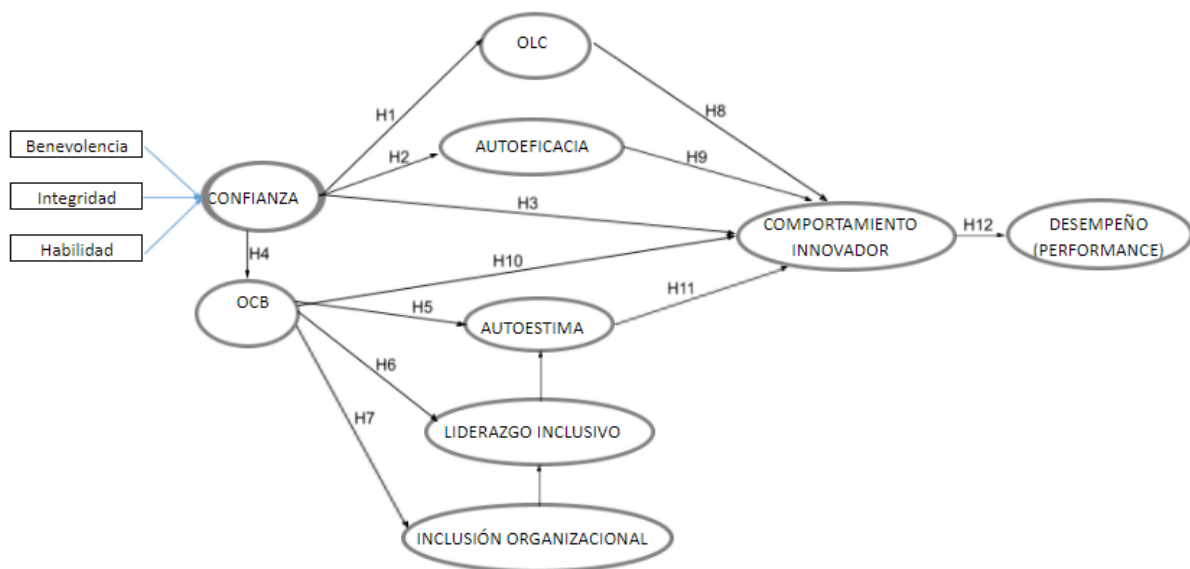 OLC
H1
H8
Benevolencia
AUTOEFICACIA
H2
H9
Integridad
CONFIANZA
H3
COMPORTAMIENTO
INNOVADOR
H12
DESEMPEÑO
(PERFORMANCE)
Habilidad
H4
H10
OCB
H5
AUTOESTIMA
H11
H6
H7
LIDERAZGO INCLUSIVO
INCLUSIÓN ORGANIZACIONAL